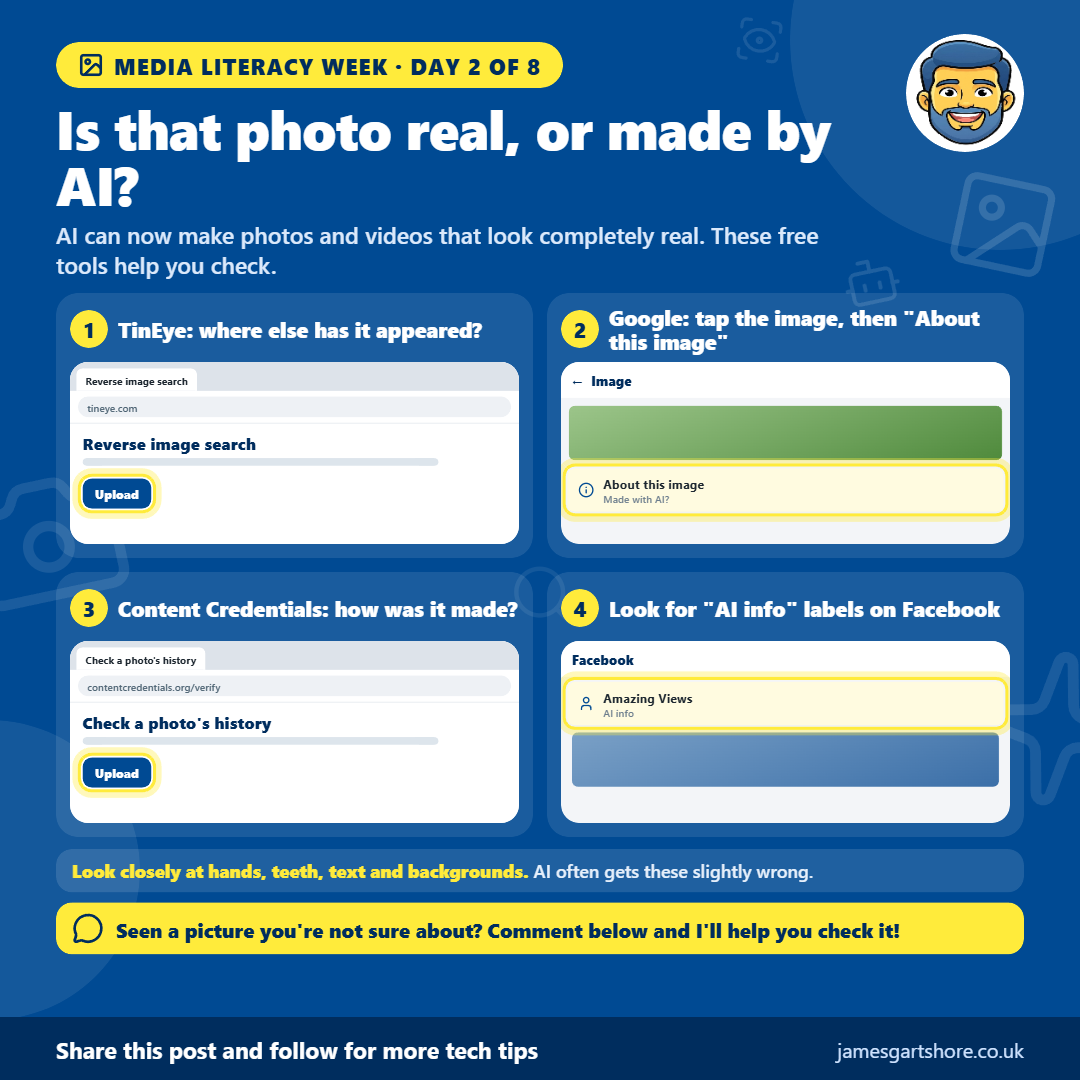 MEDIA LITERACY WEEK · DAY 2 OF 8
Is that photo real, or made by
AI?
AI can now make photos and videos that look completely real. These free
tools help you check.
1 TinEye: where else has it appeared?
Reverse image search
tineye.com
Reverse image search
Upload
2 Google: tap the image, then "About
this image"
← Image
About this image
Made with AI?
3 Content Credentials: how was it made?
Check a photo's history
contentcredentials.org/verify
Check a photo's history
Upload
4 Look for "AI info" labels on Facebook
Facebook
Amazing Views
AI info
Look closely at hands, teeth, text and backgrounds. AI often gets these slightly wrong.
Seen a picture you're not sure about? Comment below and I'll help you check it!
Share this post and follow for more tech tips
jamesgartshore.co.uk